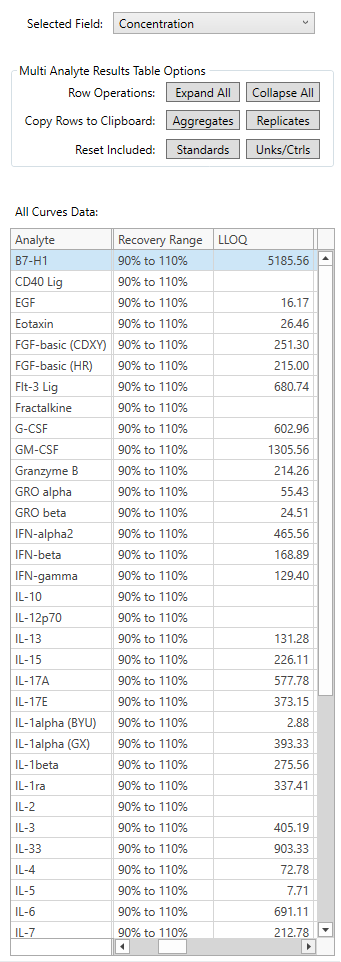 Selected Field: Concentration
Multi Analyte Results Table Options
Row Operations: Expand All Collapse All
Copy Rows to Clipboard: Aggregates Replicates
Reset Included: Standards Unks/Ctrls
All Curves Data:
Analyte Recovery Range LLOQ
B7-H1 90% to 110% 5185.56
CD40 Lig 90% to 110%
EGF 90% to 110% 16.17
Eotaxin 90% to 110% 26.46
FGF-basic (CDXY) 90% to 110% 251.30
FGF-basic (HR) 90% to 110% 215.00
Flt-3 Lig 90% to 110% 680.74
Fractalkine 90% to 110%
G-CSF 90% to 110% 602.96
GM-CSF 90% to 110% 1305.56
Granzyme B 90% to 110% 214.26
GRO alpha 90% to 110% 55.43
GRO beta 90% to 110% 24.51
IFN-alpha2 90% to 110% 465.56
IFN-beta 90% to 110% 168.89
IFN-gamma 90% to 110% 129.40
IL-10 90% to 110%
IL-12p70 90% to 110%
IL-13 90% to 110% 131.28
IL-15 90% to 110% 226.11
IL-17A 90% to 110% 577.78
IL-17E 90% to 110% 373.15
IL-1alpha (BYU) 90% to 110% 2.88
IL-1alpha (GX) 90% to 110% 393.33
IL-1beta 90% to 110% 275.56
IL-1ra 90% to 110% 337.41
IL-2 90% to 110%
IL-3 90% to 110% 405.19
IL-33 90% to 110% 903.33
IL-4 90% to 110% 72.78
IL-5 90% to 110% 7.71
IL-6 90% to 110% 691.11
IL-7 90% to 110% 212.78